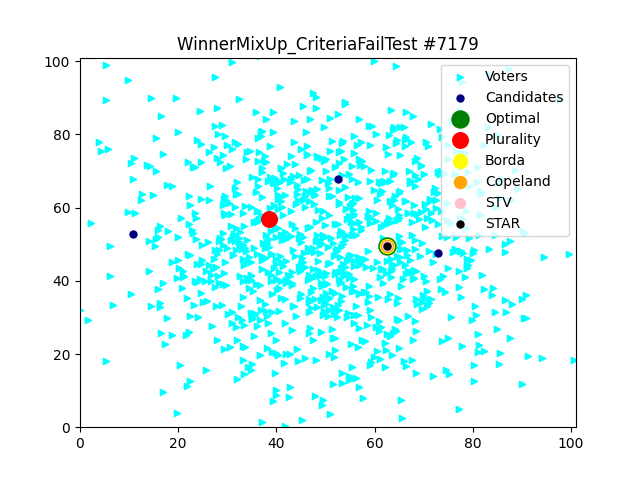 WinnerMixUp_CriteriaFailTest #7179
100
80
60
40
20
0
0 20 40 60 80 100
Voters
Candidates
Optimal
Plurality
Borda
Copeland
STV
STAR